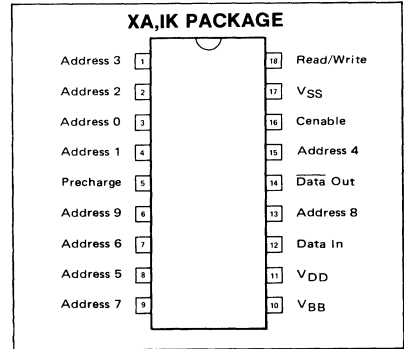 XA,IK PACKAGE
Address 3 1 18 Read/Write
Address 2 2 17 VSS
Address 0 3 16 Cenable
Address 1 4 15 Address 4
Precharge 5 14 Data Out
Address 9 6 13 Address 8
Address 6 7 12 Data In
Address 5 8 11 VDD
Address 7 9 10 VBB